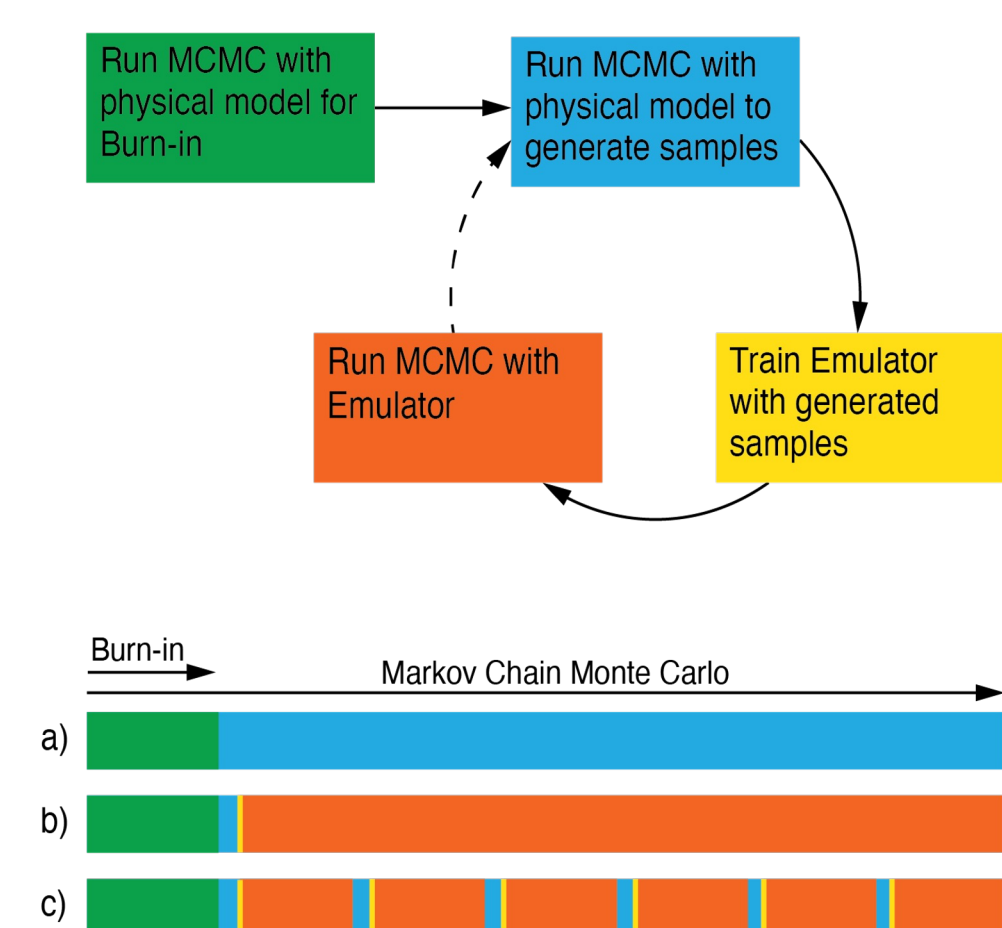 Run MCMC with
physical model for
Burn-in
Run MCMC with
physical model to
generate samples
Run MCMC with
Emulator
Train Emulator
with generated
samples
Burn-in
Markov Chain Monte Carlo
a)
b)
c)